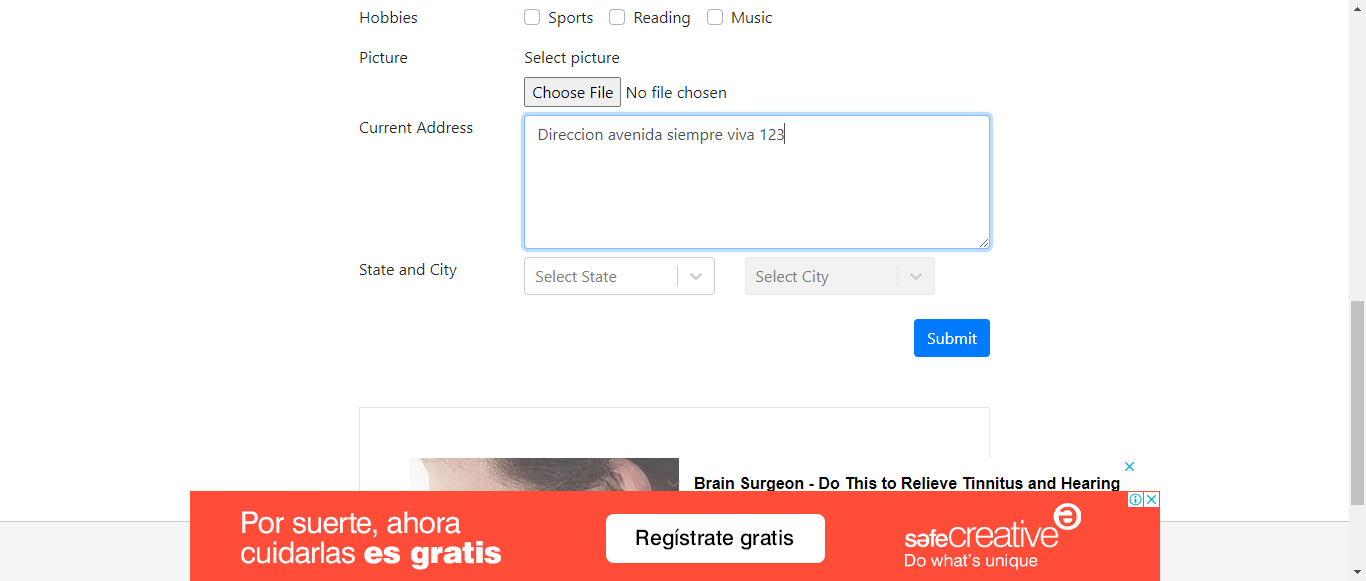 Hobbies Sports Reading Music
Picture Select picture
Choose File No file chosen
Current Address Direccion avenida siempre viva 123
State and City Select State Select City
Submit
Brain Surgeon - Do This to Relieve Tinnitus and Hearing
Por suerte, ahora
cuidarlas es gratis
Regístrate gratis
safecreative
Do what's unique